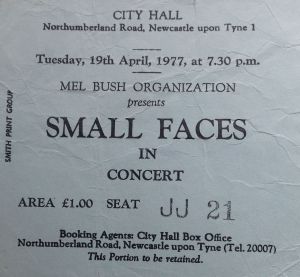 CITY HALL
Northumberland Road, Newcastle upon Tyne 1
Tuesday, 19th April, 1977, at 7.30 p.m.
MEL BUSH ORGANIZATION
presents
SMALL FACES
IN
CONCERT
AREA £1.00 SEAT JJ 21
Booking Agents: City Hall Box Office
Northumberland Road, Newcastle upon Tyne (Tel. 20007)
This Portion to be retained.
SMITH PRINT GROUP